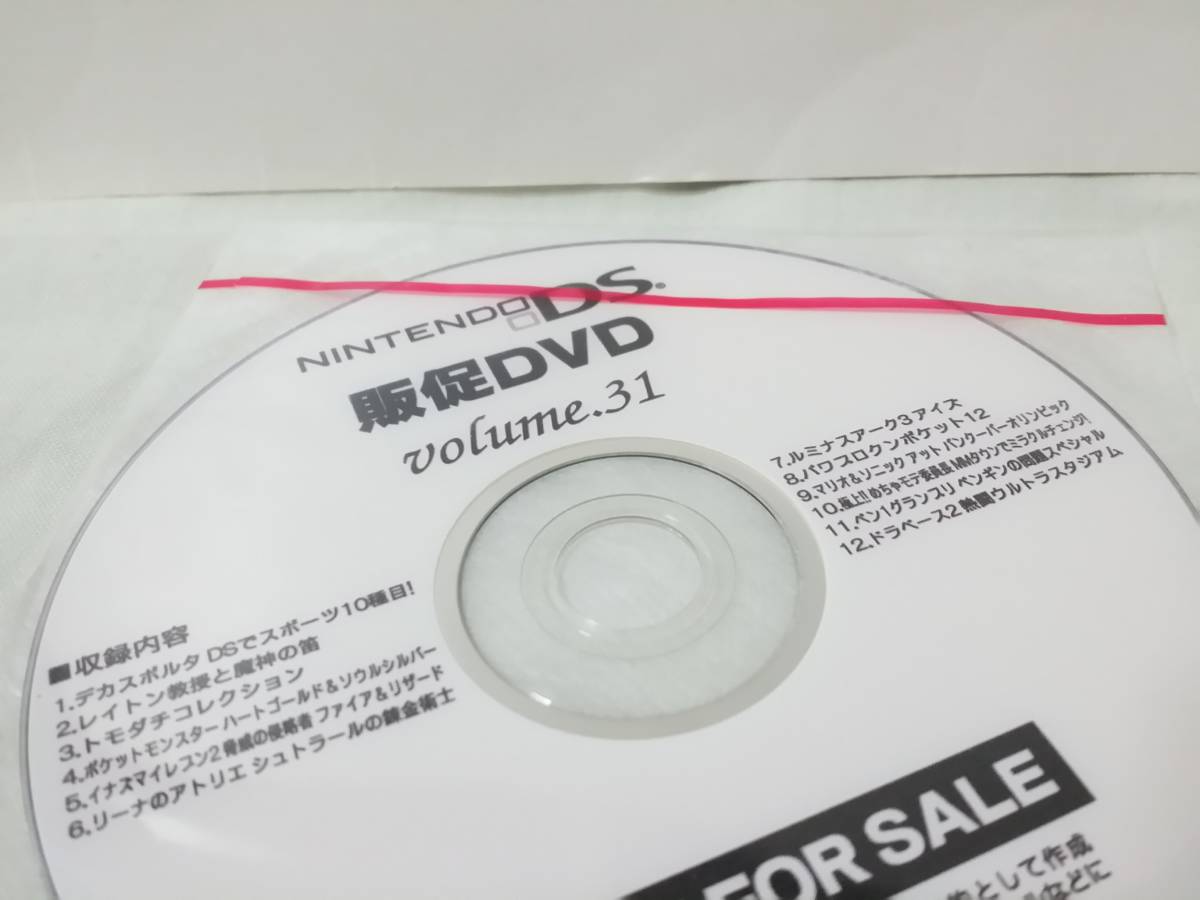 NINTENDO DS.
販促DVD
volume.31
■収録内容
1.デカスポルタ DSでスポーツ10種目!
2.レイトン教授と魔神の笛
3.トモダチコレクション
4.ポケットモンスター ハートゴールド&ソウルシルバー
5.イナズマイレブン2 脅威の侵略者 ファイア&リザード
6.リーナのアトリエ シュトラールの錬金術士
7.ルミナスアーク3 アイズ
8.パワプロクンポケット12
9.マリオ&ソニック アット バンクーバーオリンピック
10.極上!!めちゃモテ委員長 MMタウンでミラクルチェンジ!
11.ペン1グランプリ ペンギンの問題スペシャル
12.ドラベース2 熱闘ウルトラスタジアム
FOR SALE
として作成
などに